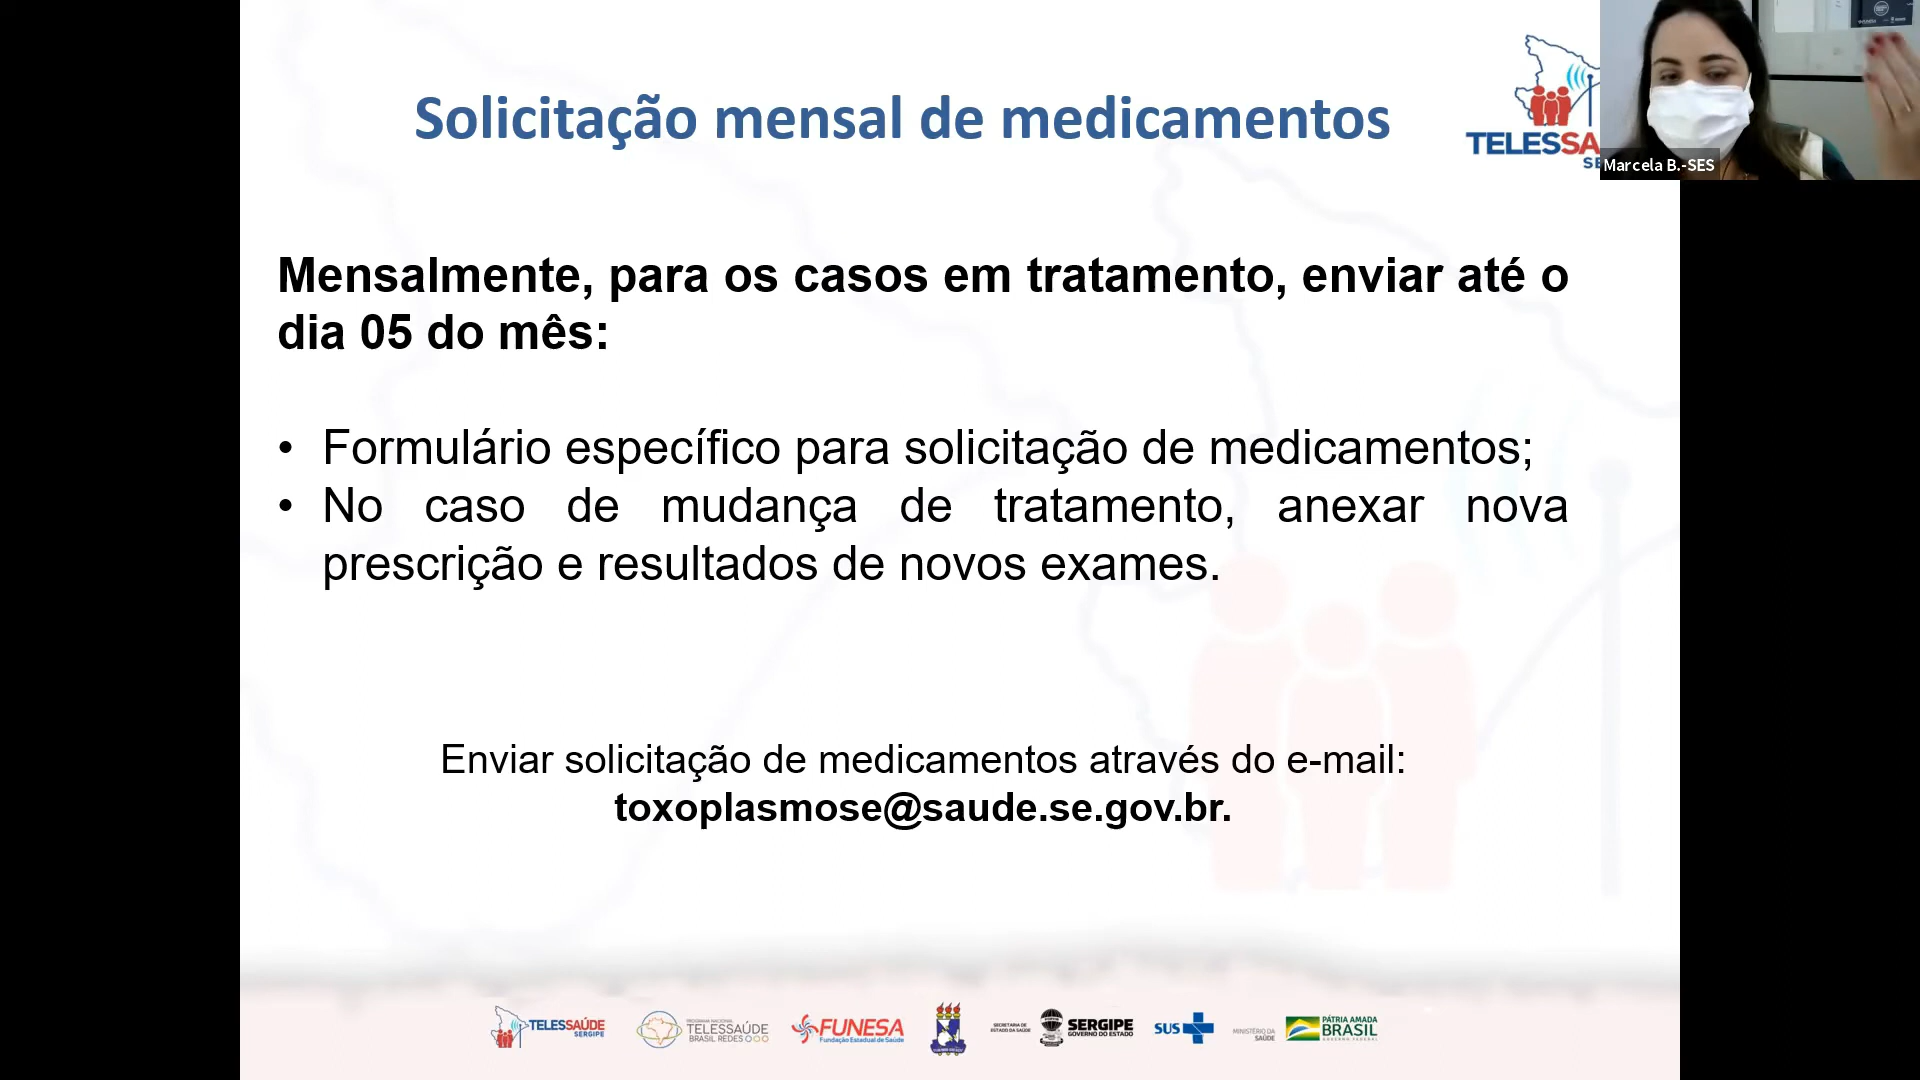 Solicitação mensal de medicamentos
TELESSA
SE
Marcela B.-SES
Mensalmente, para os casos em tratamento, enviar até o
dia 05 do mês:
• Formulário específico para solicitação de medicamentos;
• No caso de mudança de tratamento, anexar nova
prescrição e resultados de novos exames.
Enviar solicitação de medicamentos através do e-mail:
toxoplasmose@saude.se.gov.br.
TELESSAÚDE
SERGIPE
PROGRAMA NACIONAL
TELESSAÚDE
BRASIL REDES
FUNESA
Fundação Estadual de Saúde
SECRETARIA DE
ESTADO DA SAÚDE
SERGIPE
GOVERNO DO ESTADO
SUS
MINISTÉRIO DA
SAÚDE
PÁTRIA AMADA
BRASIL
GOVERNO FEDERAL